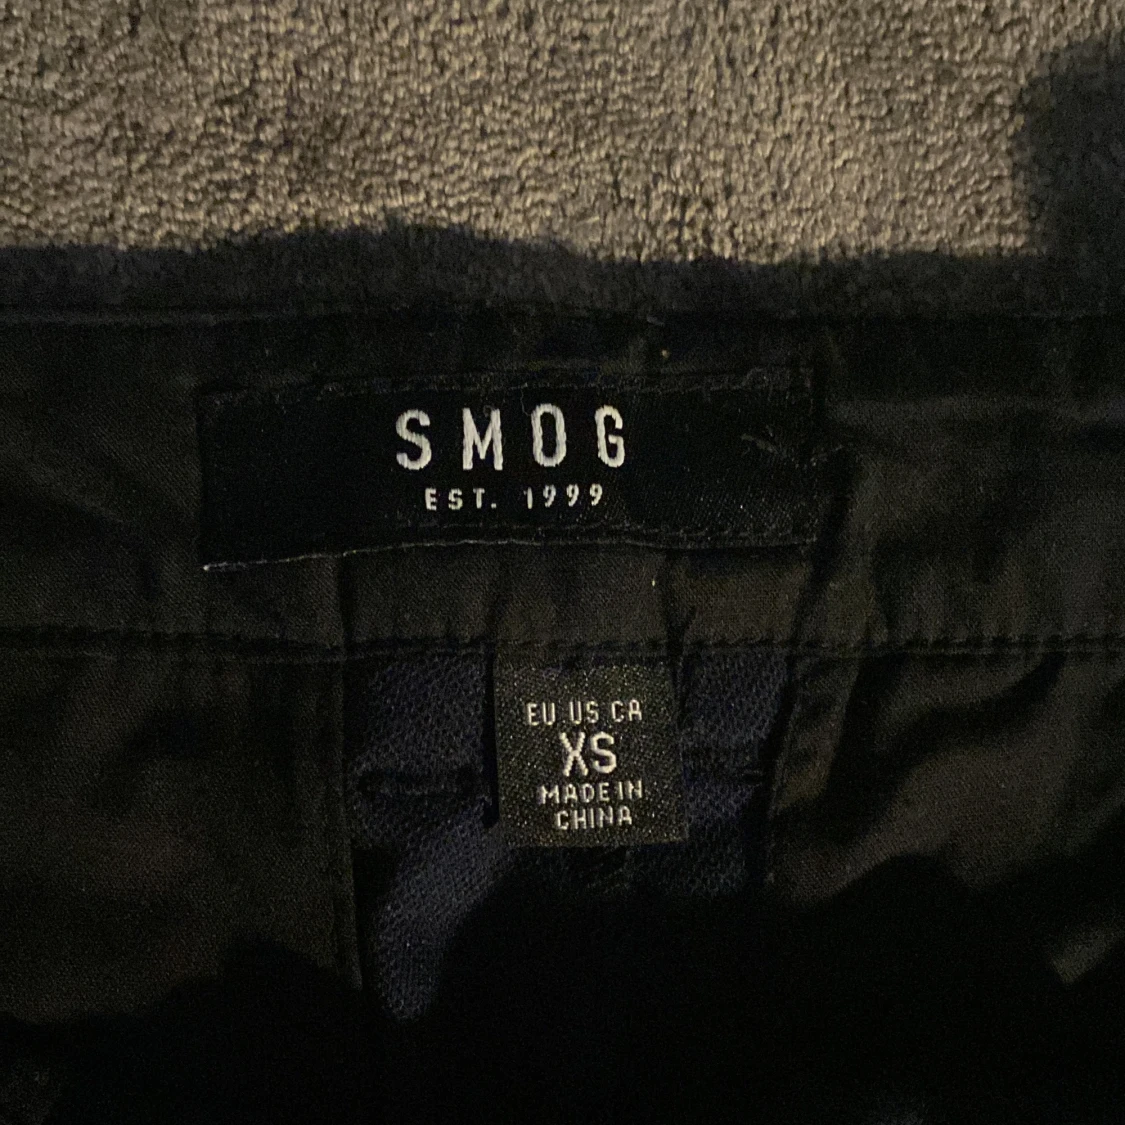 SMOG
EST. 1999
EU US CA
XS
MADE IN
CHINA